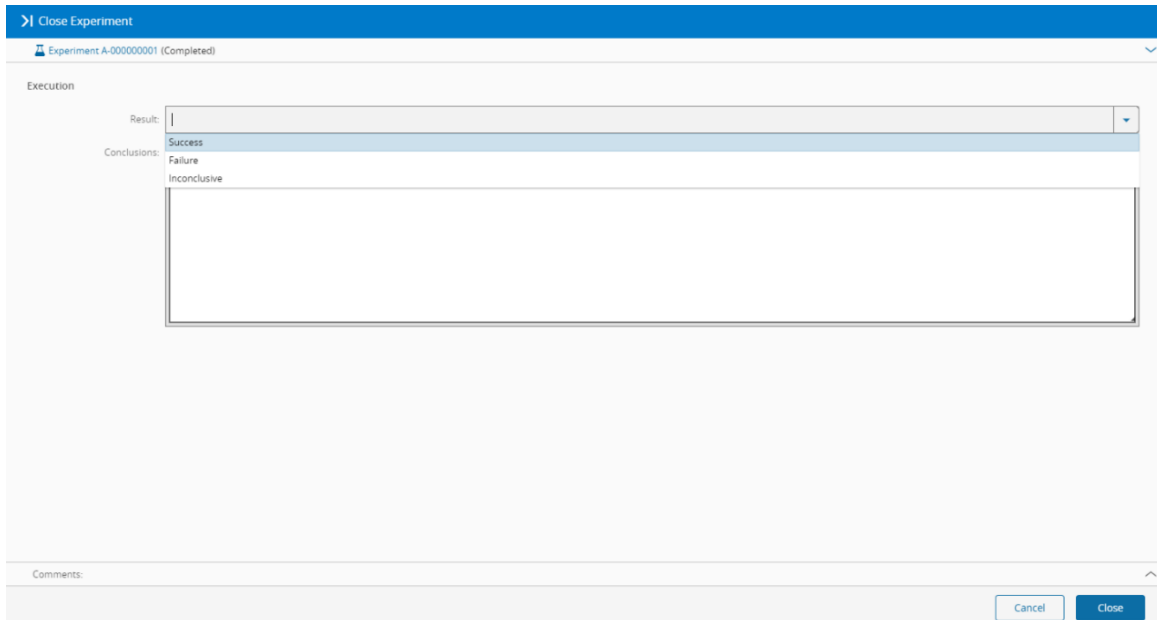 Close Experiment
Experiment A-000000001 (Completed)
Execution
Result:
Success
Conclusions:
Failure
Inconclusive
Comments:
Cancel
Close